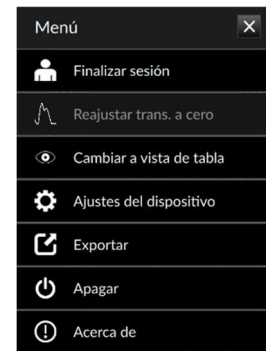 Menú
Finalizar sesión
Reajustar trans. a cero
Cambiar a vista de tabla
Ajustes del dispositivo
Exportar
Apagar
Acerca de